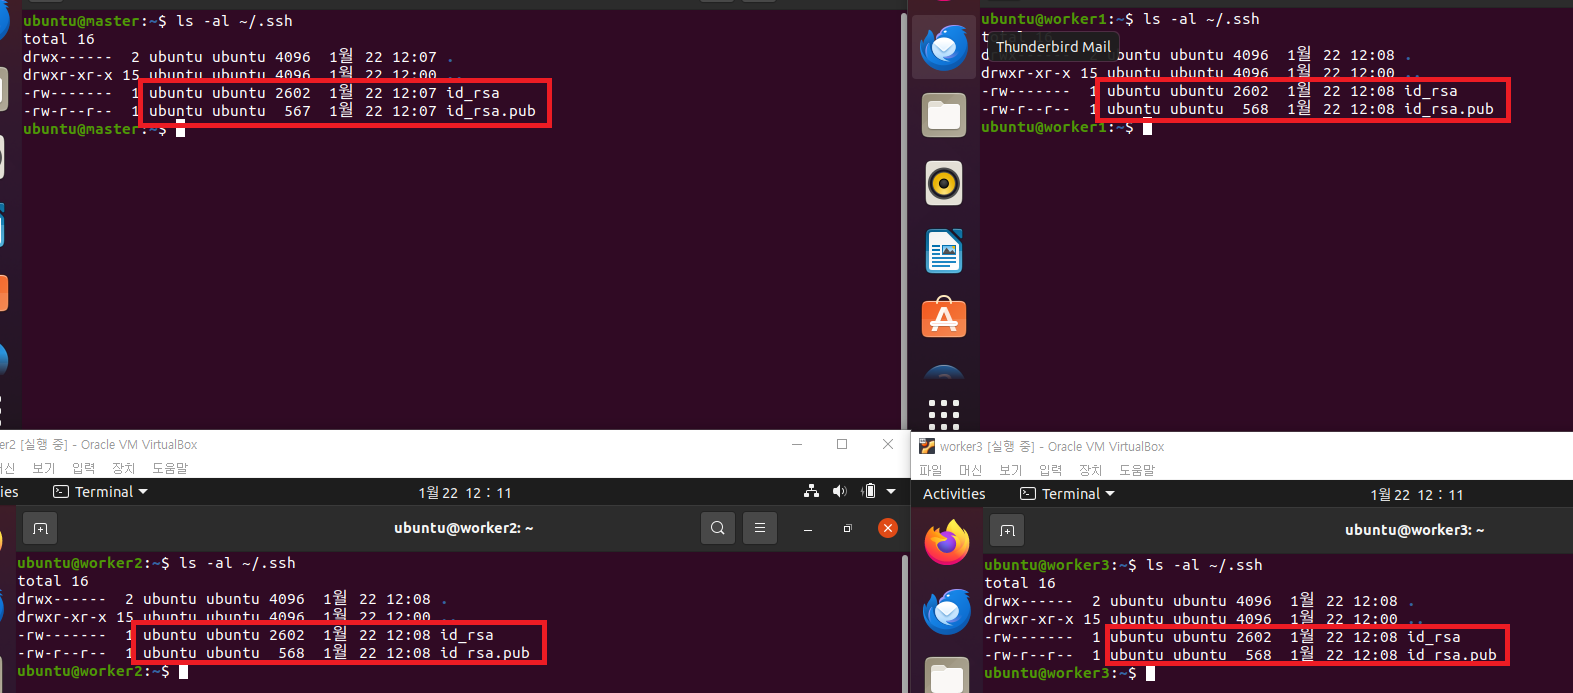 ubuntu@master:~$ ls -al ~/.ssh
total 16
drwx------  2 ubuntu ubuntu 4096  1월 22 12:07 .
drwxr-xr-x 15 ubuntu ubuntu 4096  1월 22 12:00 ..
-rw-------  1 ubuntu ubuntu 2602  1월 22 12:07 id_rsa
-rw-r--r--  1 ubuntu ubuntu  567  1월 22 12:07 id_rsa.pub
ubuntu@master:~$
ubuntu@worker1:~$ ls -al ~/.ssh
Thunderbird Mail
ubuntu ubuntu 4096  1월 22 12:08 .
drwxr-xr-x 15 ubuntu ubuntu 4096  1월 22 12:00 ..
-rw-------  1 ubuntu ubuntu 2602  1월 22 12:08 id_rsa
-rw-r--r--  1 ubuntu ubuntu  568  1월 22 12:08 id_rsa.pub
ubuntu@worker1:~$
er2 [실행 중] - Oracle VM VirtualBox
머신 보기 입력 장치 도움말
ies Terminal 1월 22 12 : 11
ubuntu@worker2: ~
ubuntu@worker2:~$ ls -al ~/.ssh
total 16
drwx------  2 ubuntu ubuntu 4096  1월 22 12:08 .
drwxr-xr-x 15 ubuntu ubuntu 4096  1월 22 12:00 ..
-rw-------  1 ubuntu ubuntu 2602  1월 22 12:08 id_rsa
-rw-r--r--  1 ubuntu ubuntu  568  1월 22 12:08 id_rsa.pub
ubuntu@worker2:~$
worker3 [실행 중] - Oracle VM VirtualBox
파일 머신 보기 입력 장치 도움말
Activities Terminal 1월 22 12 : 11
ubuntu@worker3: ~
ubuntu@worker3:~$ ls -al ~/.ssh
total 16
drwx------  2 ubuntu ubuntu 4096  1월 22 12:08 .
drwxr-xr-x 15 ubuntu ubuntu 4096  1월 22 12:00 ..
-rw-------  1 ubuntu ubuntu 2602  1월 22 12:08 id_rsa
-rw-r--r--  1 ubuntu ubuntu  568  1월 22 12:08 id_rsa.pub
ubuntu@worker3:~$